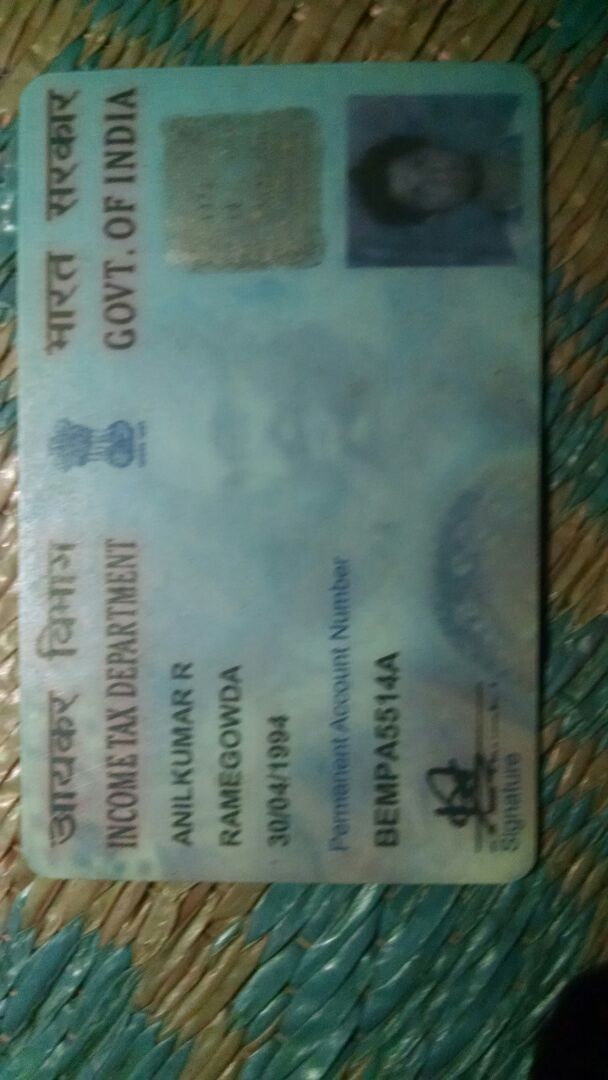 आयकर विभाग
INCOME TAX DEPARTMENT
भारत सरकार
GOVT. OF INDIA
ANILKUMAR R
RAMEGOWDA
30/04/1994
Permanent Account Number
BEMPA5514A
Signature